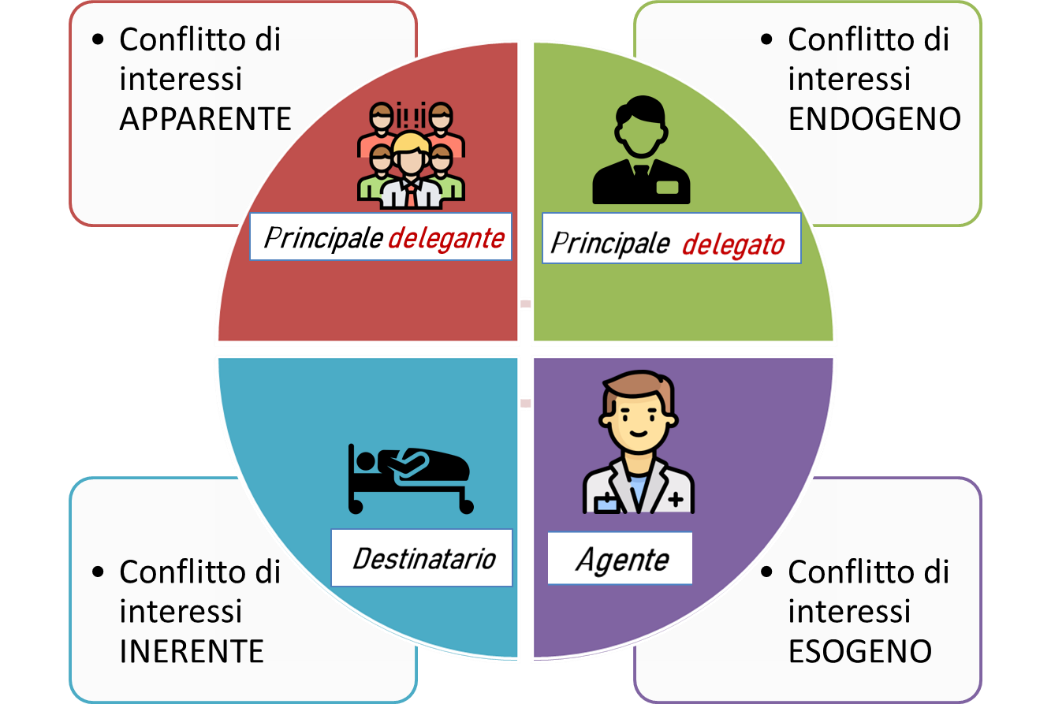 • Conflitto di
interessi
APPARENTE
• Conflitto di
interessi
ENDOGENO
Principale delegante
Principale delegato
Destinatario
Agente
• Conflitto di
interessi
INERENTE
• Conflitto di
interessi
ESOGENO